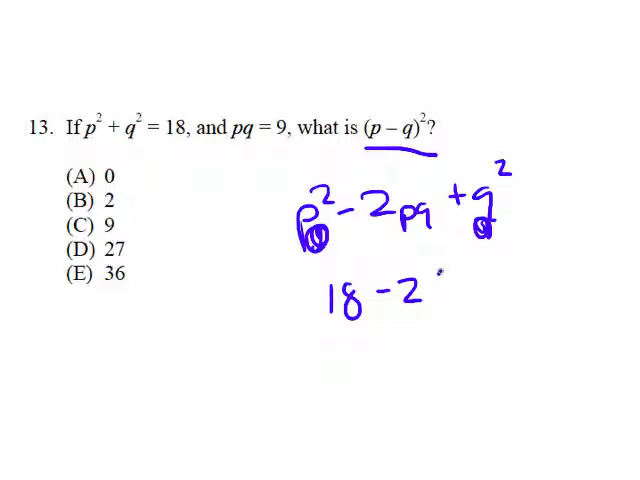 13. If p² + q² = 18, and pq = 9, what is (p – q)²?
(A) 0
(B) 2
(C) 9
(D) 27
(E) 36
p² - 2pq + q²
18 - 2